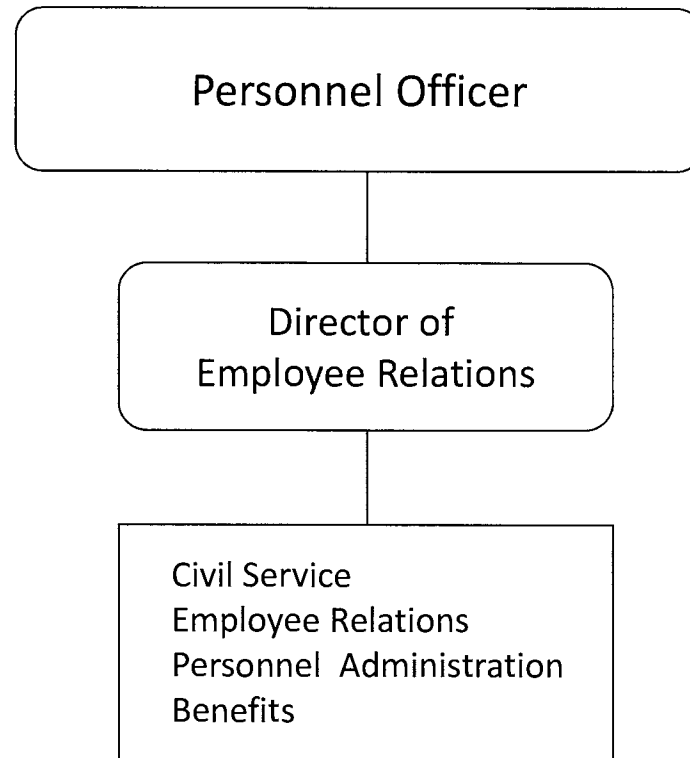 Personnel Officer
Director of
Employee Relations
Civil Service
Employee Relations
Personnel Administration
Benefits